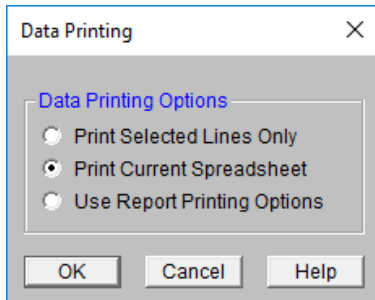 Data Printing
Data Printing Options
Print Selected Lines Only
Print Current Spreadsheet
Use Report Printing Options
OK Cancel Help